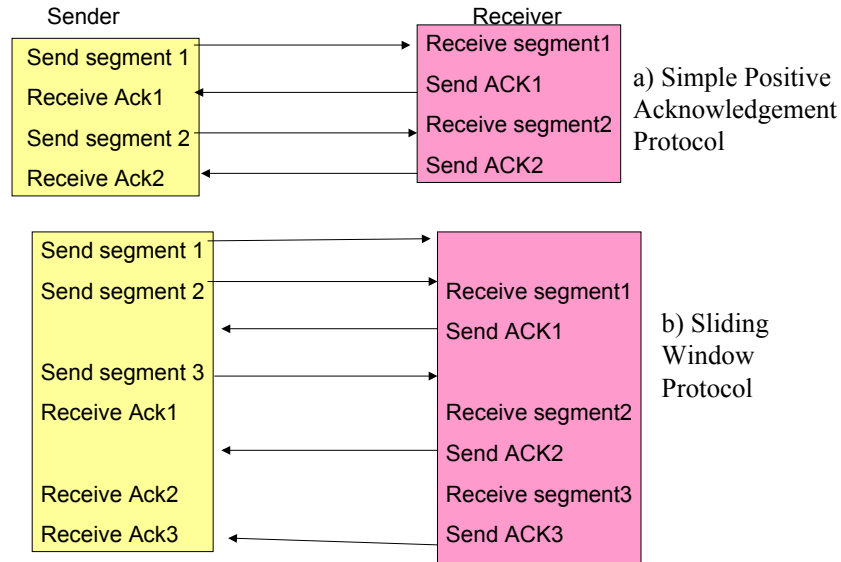 Sender
Receiver
Send segment 1
Receive Ack1
Send segment 2
Receive Ack2
Receive segment1
Send ACK1
Receive segment2
Send ACK2
a) Simple Positive
Acknowledgement
Protocol
Send segment 1
Send segment 2
Send segment 3
Receive Ack1
Receive Ack2
Receive Ack3
Receive segment1
Send ACK1
Receive segment2
Send ACK2
Receive segment3
Send ACK3
b) Sliding
Window
Protocol